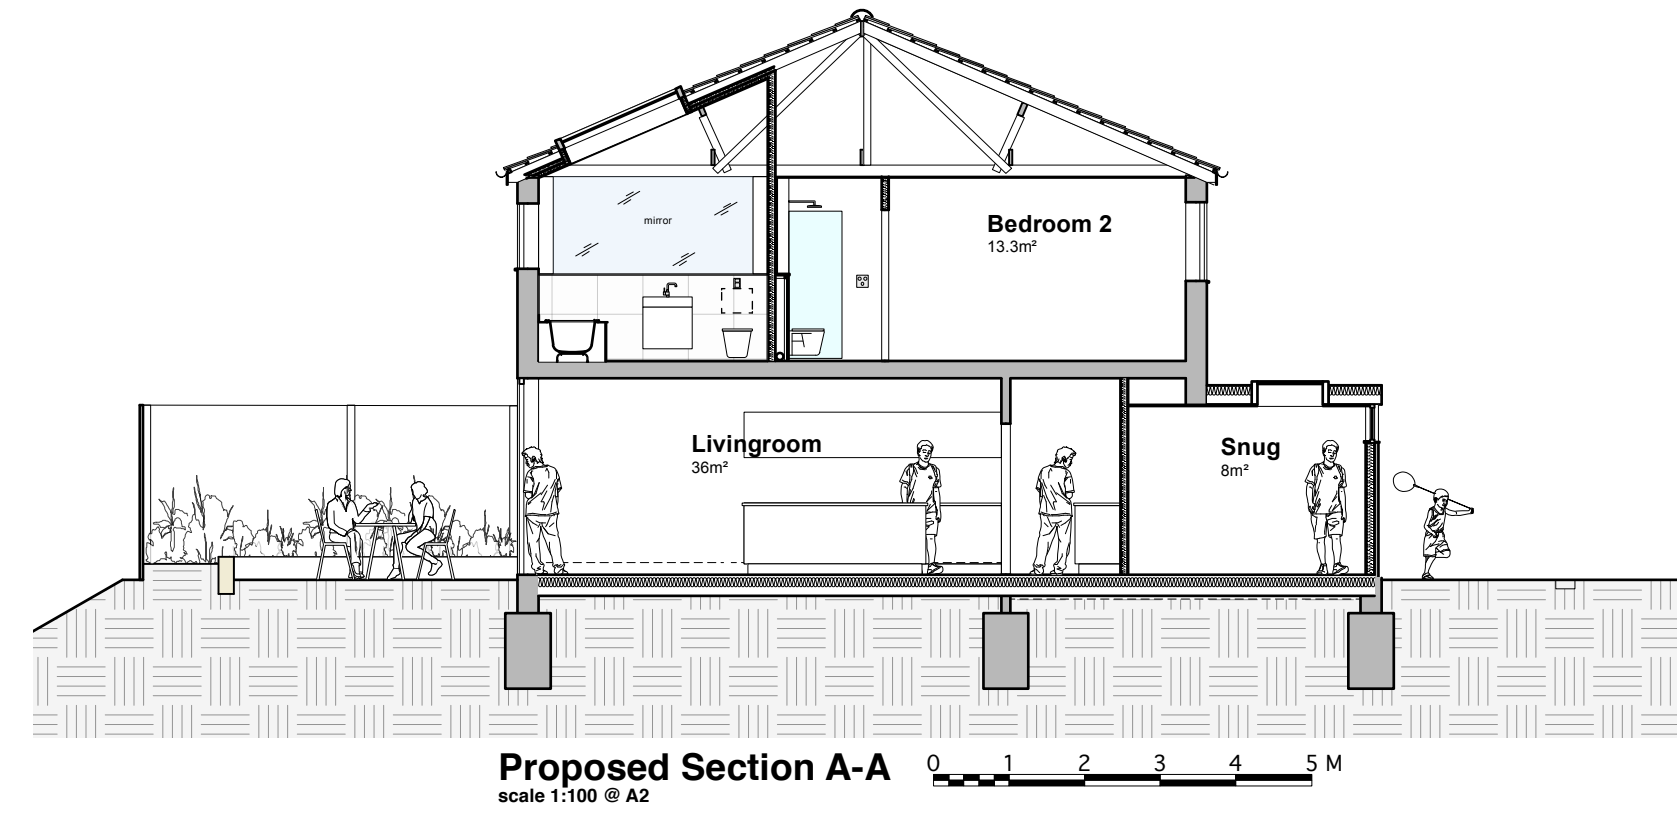 mirror
Bedroom 2
13.3m²
Livingroom
36m²
Snug
8m²
Proposed Section A-A
scale 1:100 @ A2
0 1 2 3 4 5 M